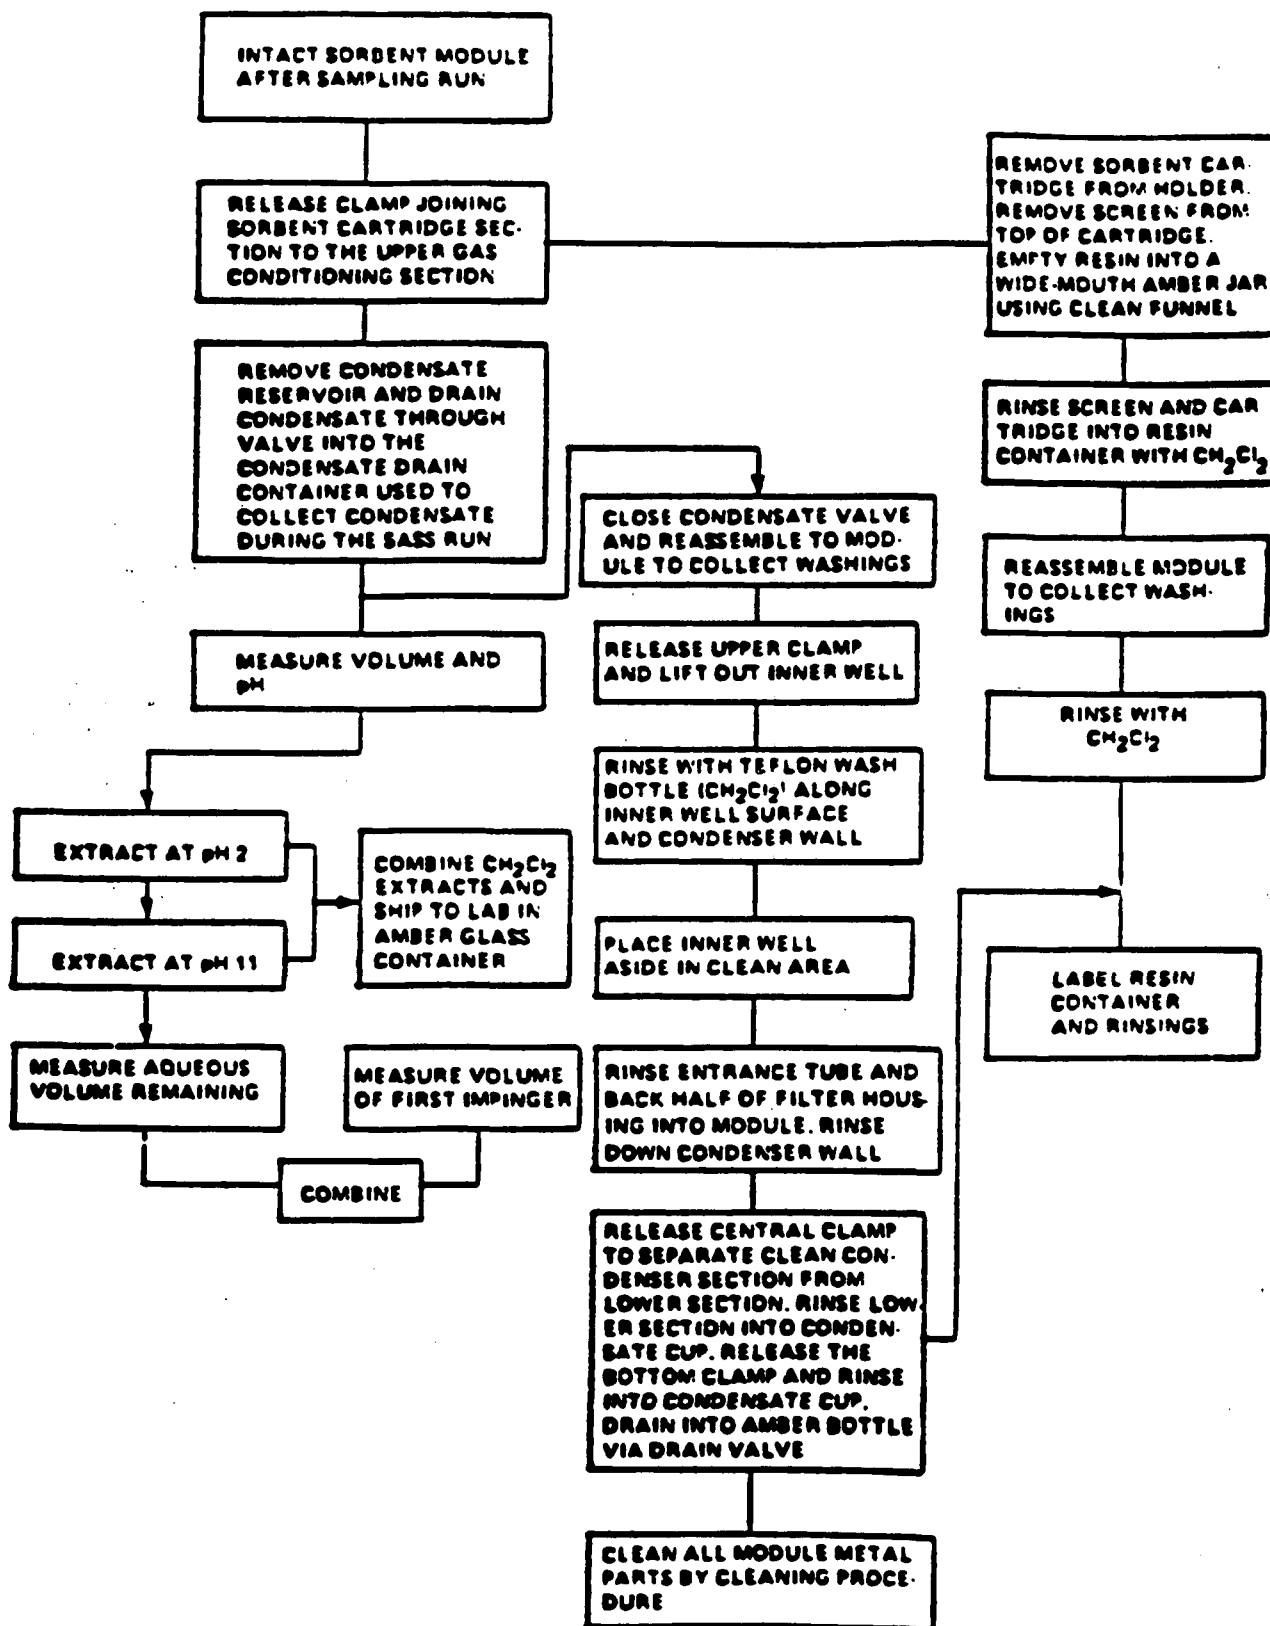 INTACT SORBENT MODULE
AFTER SAMPLING RUN
RELEASE CLAMP JOINING
SORBENT CARTRIDGE SEC-
TION TO THE UPPER GAS
CONDITIONING SECTION
REMOVE SORBENT CAR-
TRIDGE FROM HOLDER.
REMOVE SCREEN FROM
TOP OF CARTRIDGE.
EMPTY RESIN INTO A
WIDE-MOUTH AMBER JAR
USING CLEAN FUNNEL
REMOVE CONDENSATE
RESERVOIR AND DRAIN
CONDENSATE THROUGH
VALVE INTO THE
CONDENSATE DRAIN
CONTAINER USED TO
COLLECT CONDENSATE
DURING THE SASS RUN
RINSE SCREEN AND CAR
TRIDGE INTO RESIN
CONTAINER WITH CH₂Cl₂
CLOSE CONDENSATE VALVE
AND REASSEMBLE TO MOD-
ULE TO COLLECT WASHINGS
REASSEMBLE MODULE
TO COLLECT WASH-
INGS
MEASURE VOLUME AND
pH
RELEASE UPPER CLAMP
AND LIFT OUT INNER WELL
RINSE WITH
CH₂Cl₂
RINSE WITH TEFLON WASH
BOTTLE (CH₂Cl₂) ALONG
INNER WELL SURFACE
AND CONDENSER WALL
EXTRACT AT pH 2
EXTRACT AT pH 11
COMBINE CH₂Cl₂
EXTRACTS AND
SHIP TO LAB IN
AMBER GLASS
CONTAINER
PLACE INNER WELL
ASIDE IN CLEAN AREA
LABEL RESIN
CONTAINER
AND RINSINGS
MEASURE AQUEOUS
VOLUME REMAINING
MEASURE VOLUME
OF FIRST IMPINGER
COMBINE
RINSE ENTRANCE TUBE AND
BACK HALF OF FILTER HOUS-
ING INTO MODULE. RINSE
DOWN CONDENSER WALL
RELEASE CENTRAL CLAMP
TO SEPARATE CLEAN CON-
DENSER SECTION FROM
LOWER SECTION. RINSE LOW-
ER SECTION INTO CONDEN-
SATE CUP. RELEASE THE
BOTTOM CLAMP AND RINSE
INTO CONDENSATE CUP.
DRAIN INTO AMBER BOTTLE
VIA DRAIN VALVE
CLEAN ALL MODULE METAL
PARTS BY CLEANING PROCE-
DURE